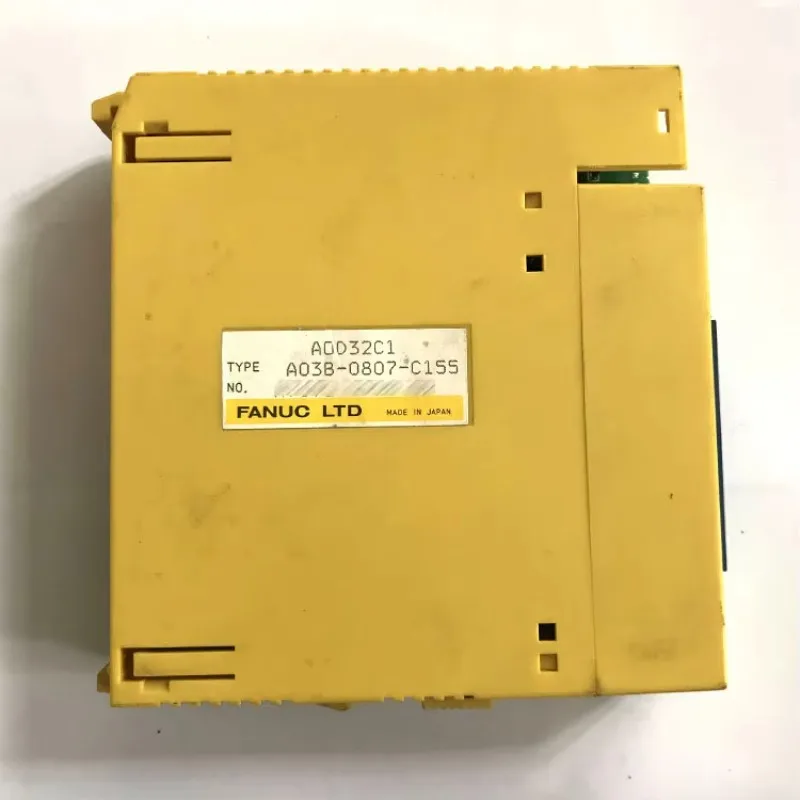 AOD32C1
TYPE A03B-0807-C155
NO.
FANUC LTD MADE IN JAPAN